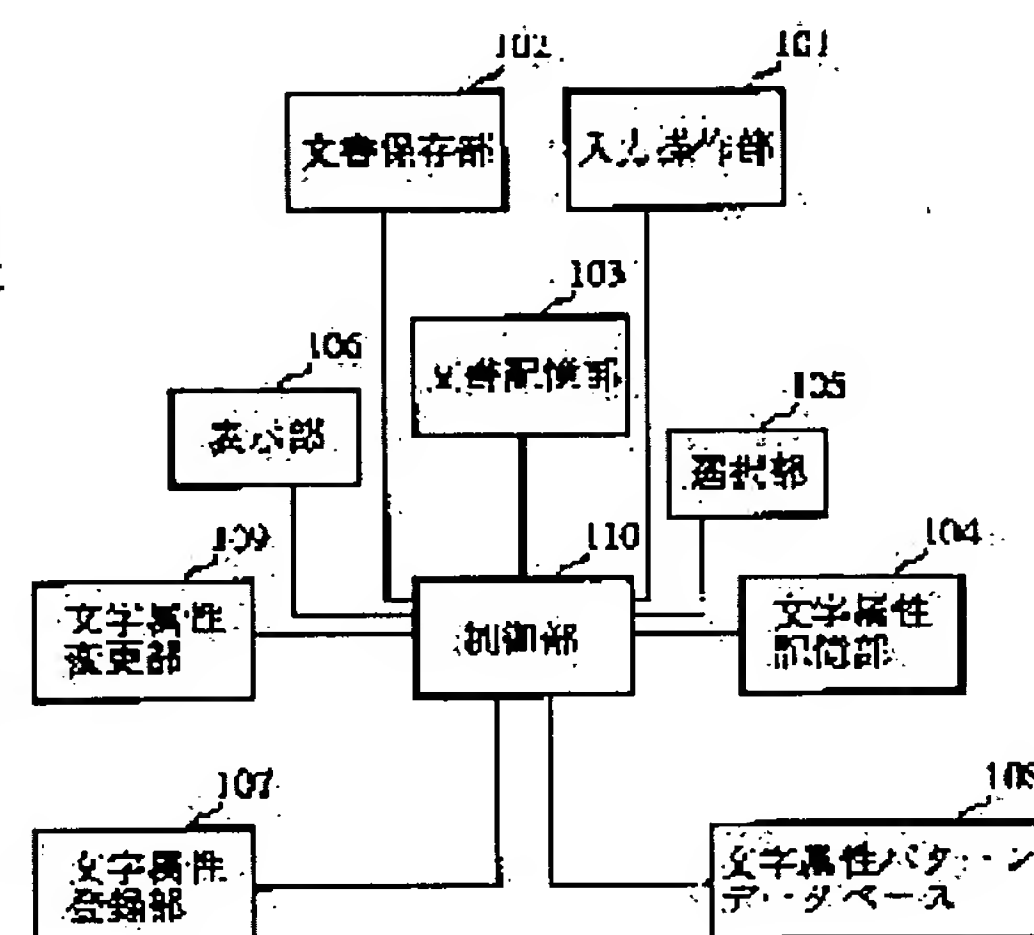 102
101
文書保存部
入力操作部
103
文書記憶部
106
表示部
105
選択部
109
文字属性
変更部
110
制御部
104
文字属性
記憶部
107
文字属性
登録部
文字属性パターン
データベース